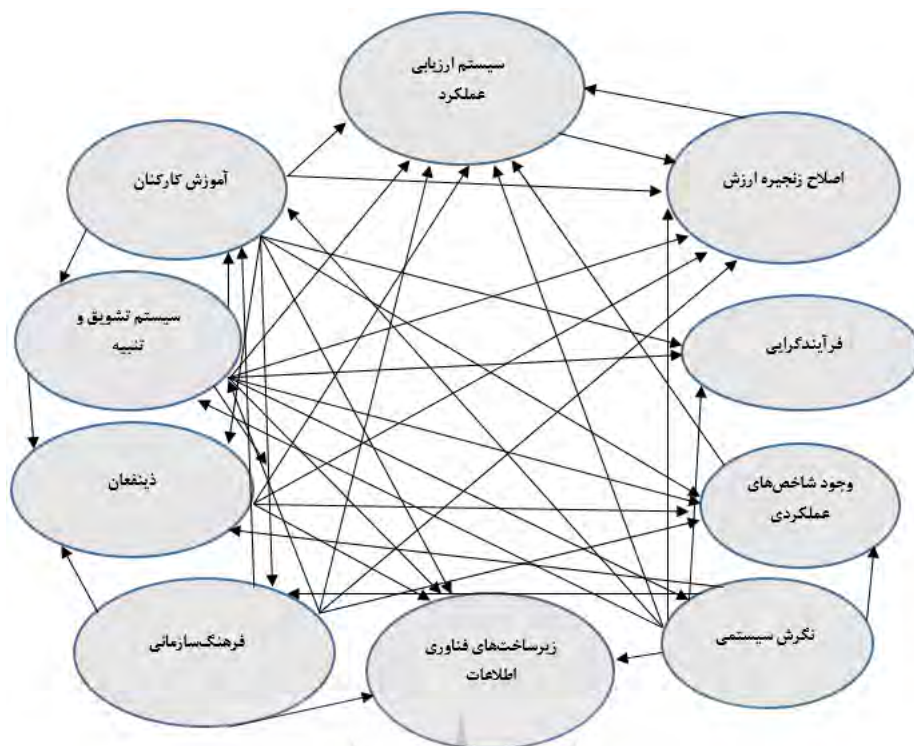 سیستم ارزیابی
عملکرد
آموزش کارکنان
اصلاح زنجیره ارزش
سیستم تشویق و
تنبیه
فرآیندگرایی
ذینفعان
وجود شاخص‌های
عملکردی
فرهنگ‌سازمانی
زیرساخت‌های فناوری
اطلاعات
نگرش سیستمی